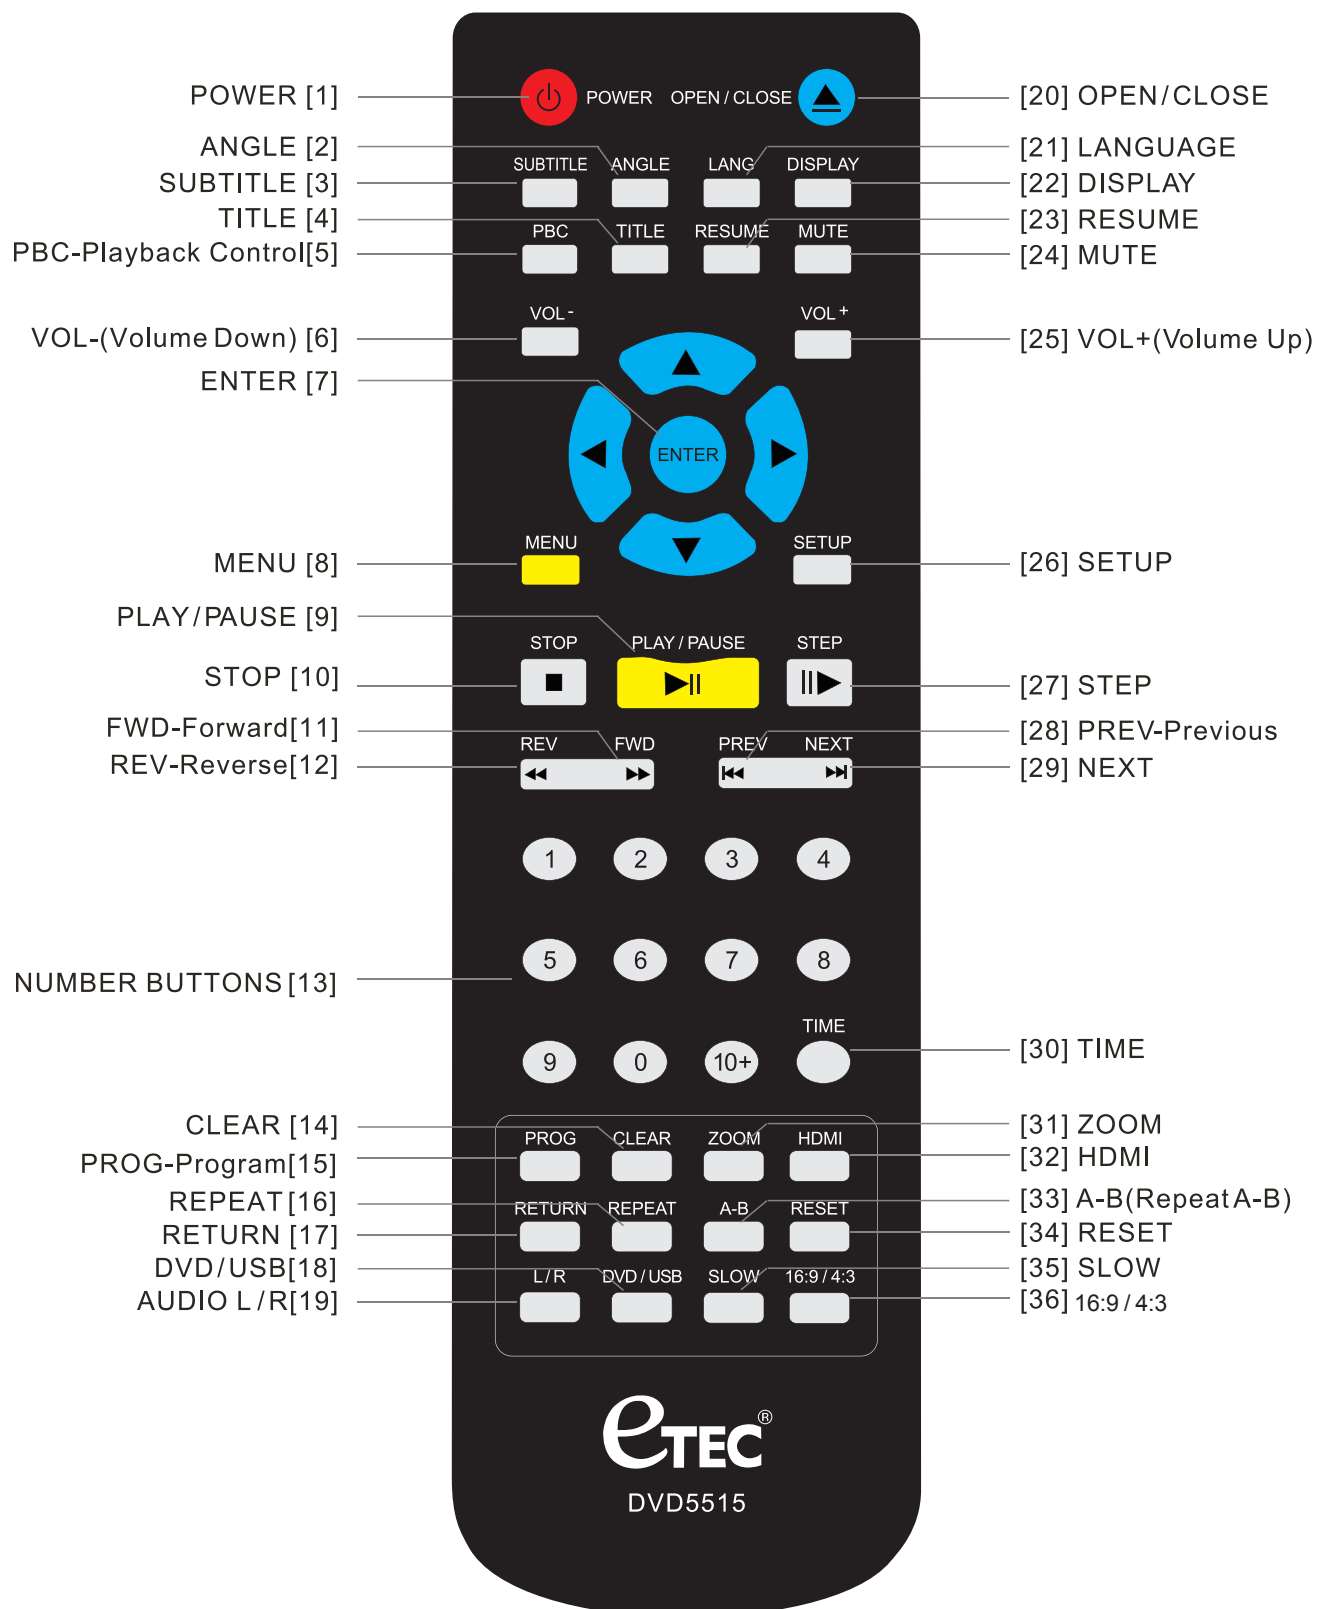 POWER [1]
ANGLE [2]
SUBTITLE [3]
TITLE [4]
PBC-Playback Control[5]
VOL-(Volume Down) [6]
ENTER [7]
MENU [8]
PLAY/PAUSE [9]
STOP [10]
FWD-Forward[11]
REV-Reverse[12]
NUMBER BUTTONS[13]
CLEAR [14]
PROG-Program[15]
REPEAT[16]
RETURN [17]
DVD/USB[18]
AUDIO L/R[19]
POWER OPEN / CLOSE
SUBTITLE ANGLE LANG DISPLAY
PBC TITLE RESUME MUTE
VOL - VOL +
ENTER
MENU SETUP
STOP PLAY / PAUSE STEP
REV FWD PREV NEXT
1 2 3 4
5 6 7 8
TIME
9 0 10+
PROG CLEAR ZOOM HDMI
RETURN REPEAT A-B RESET
L/R DVD / USB SLOW 16:9 / 4:3
eTEC®
DVD5515
[20] OPEN/CLOSE
[21] LANGUAGE
[22] DISPLAY
[23] RESUME
[24] MUTE
[25] VOL+(Volume Up)
[26] SETUP
[27] STEP
[28] PREV-Previous
[29] NEXT
[30] TIME
[31] ZOOM
[32] HDMI
[33] A-B(Repeat A-B)
[34] RESET
[35] SLOW
[36] 16:9 / 4:3